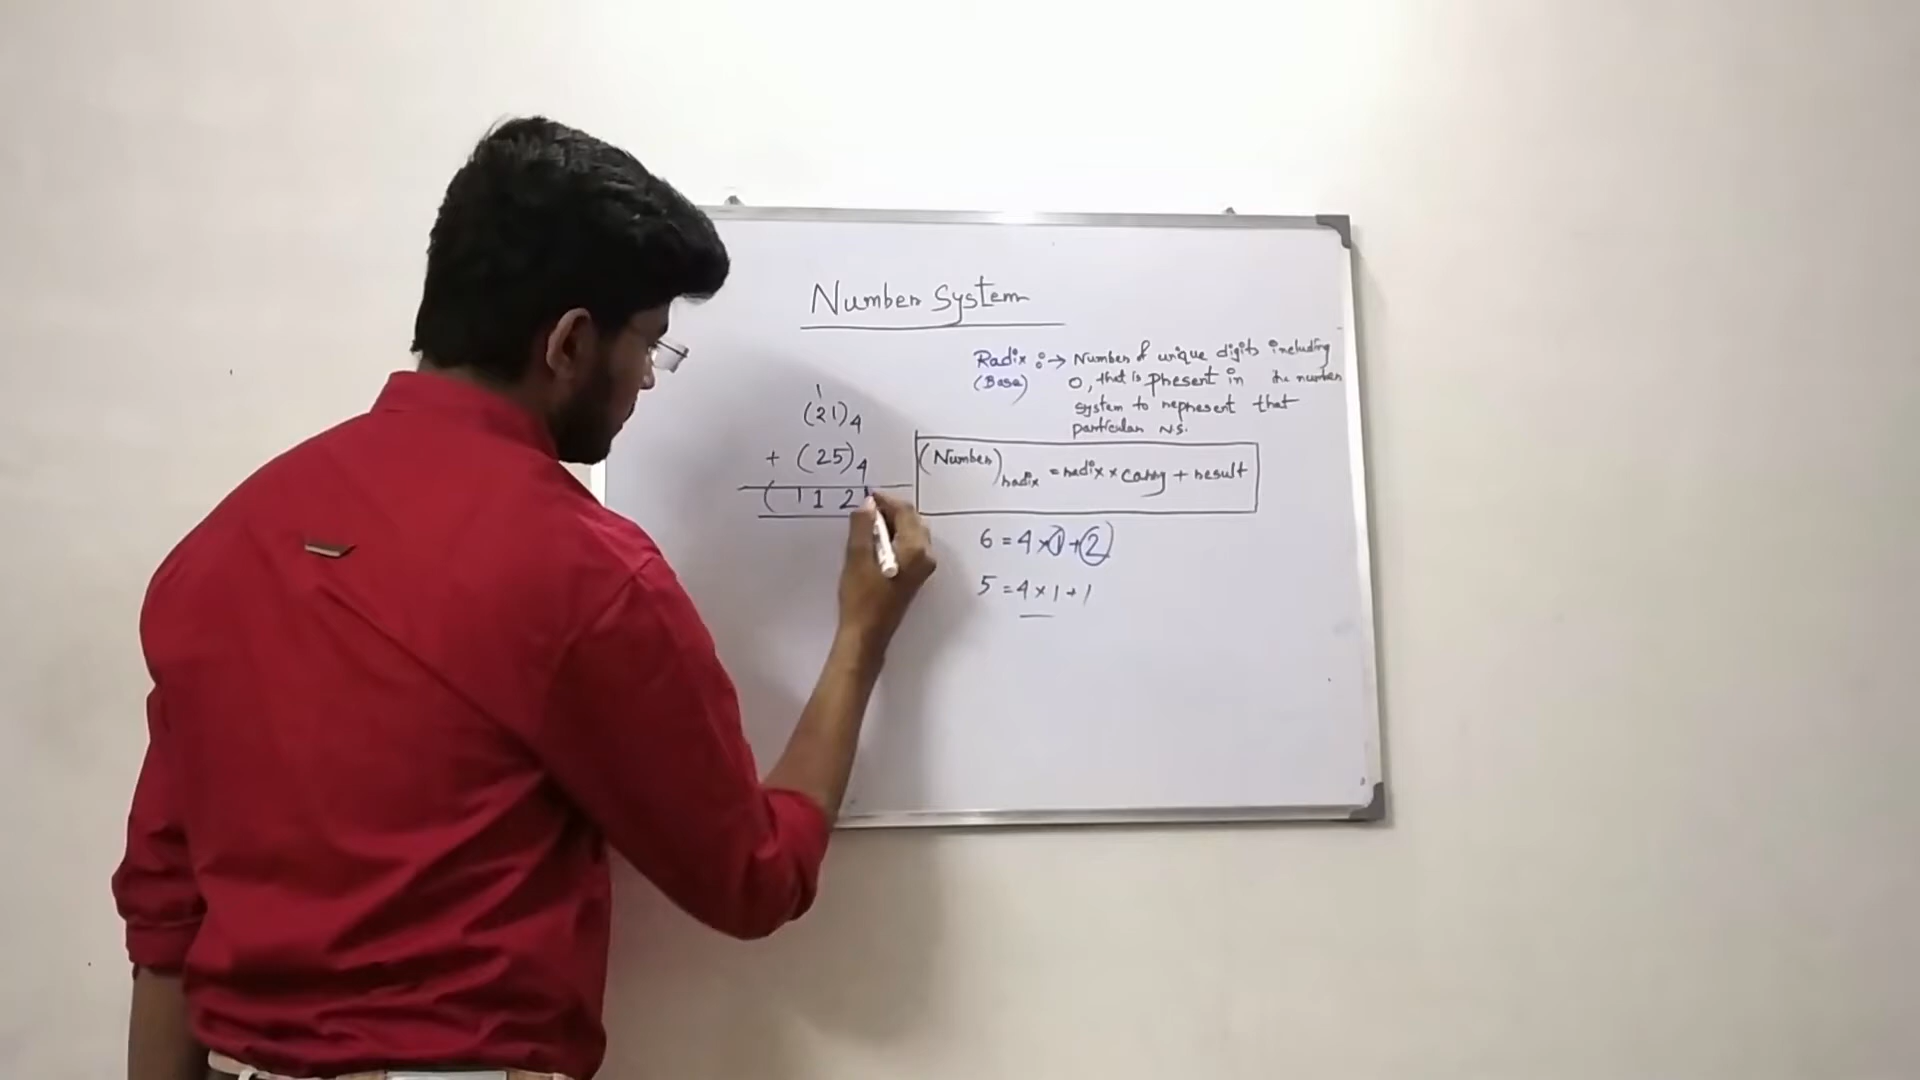 Number System
Radix :→ Number of unique digits including
(Base) 0, that is present in the number
system to represent that
particular N.S.
1
(21)4
+ (25)4
( 1 1 2
(Number)radix = radix × Carry + result
6 = 4 × 1 + 2
5 = 4 × 1 + 1